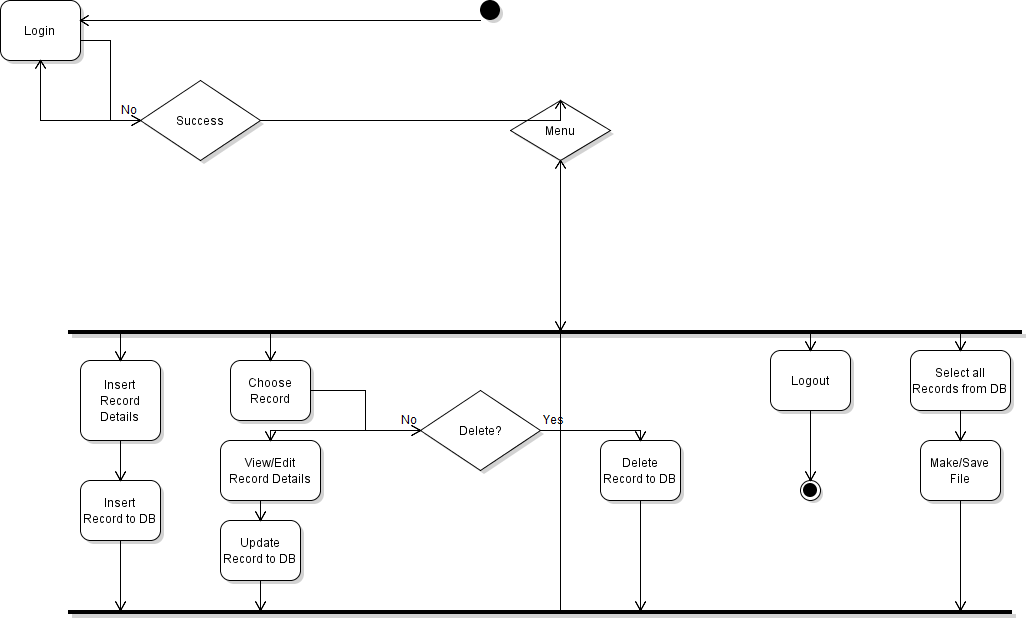 Login
No
Success
Menu
Insert
Record
Details
Choose
Record
No
Delete?
Yes
Logout
Select all
Records from DB
View/Edit
Record Details
Delete
Record to DB
Make/Save
File
Insert
Record to DB
Update
Record to DB